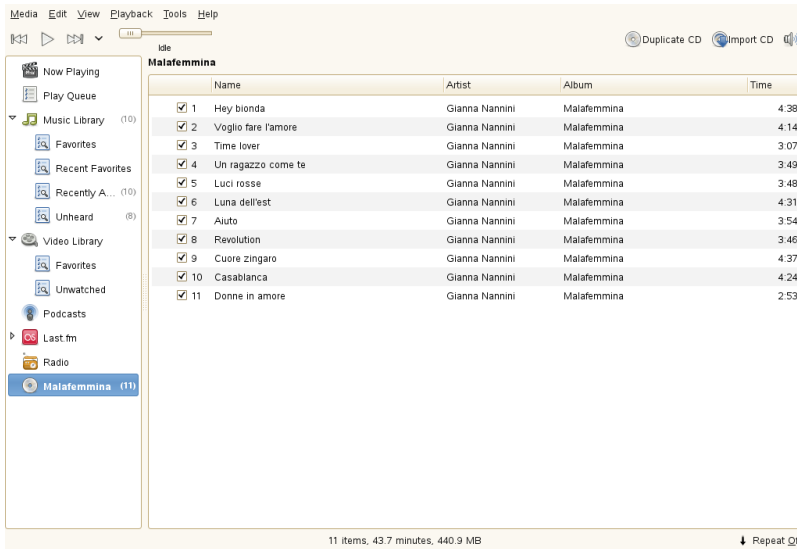 Media Edit View Playback Tools Help
Idle
Duplicate CD Import CD
Now Playing
Play Queue
Music Library (10)
Favorites
Recent Favorites
Recently A... (10)
Unheard (8)
Video Library
Favorites
Unwatched
Podcasts
Last.fm
Radio
Malafemmina (11)
Malafemmina
Name Artist Album Time
1 Hey bionda Gianna Nannini Malafemmina 4:38
2 Voglio fare l'amore Gianna Nannini Malafemmina 4:14
3 Time lover Gianna Nannini Malafemmina 3:07
4 Un ragazzo come te Gianna Nannini Malafemmina 3:49
5 Luci rosse Gianna Nannini Malafemmina 3:48
6 Luna dell'est Gianna Nannini Malafemmina 4:31
7 Aiuto Gianna Nannini Malafemmina 3:54
8 Revolution Gianna Nannini Malafemmina 3:46
9 Cuore zingaro Gianna Nannini Malafemmina 4:37
10 Casablanca Gianna Nannini Malafemmina 4:24
11 Donne in amore Gianna Nannini Malafemmina 2:53
11 items, 43.7 minutes, 440.9 MB
Repeat